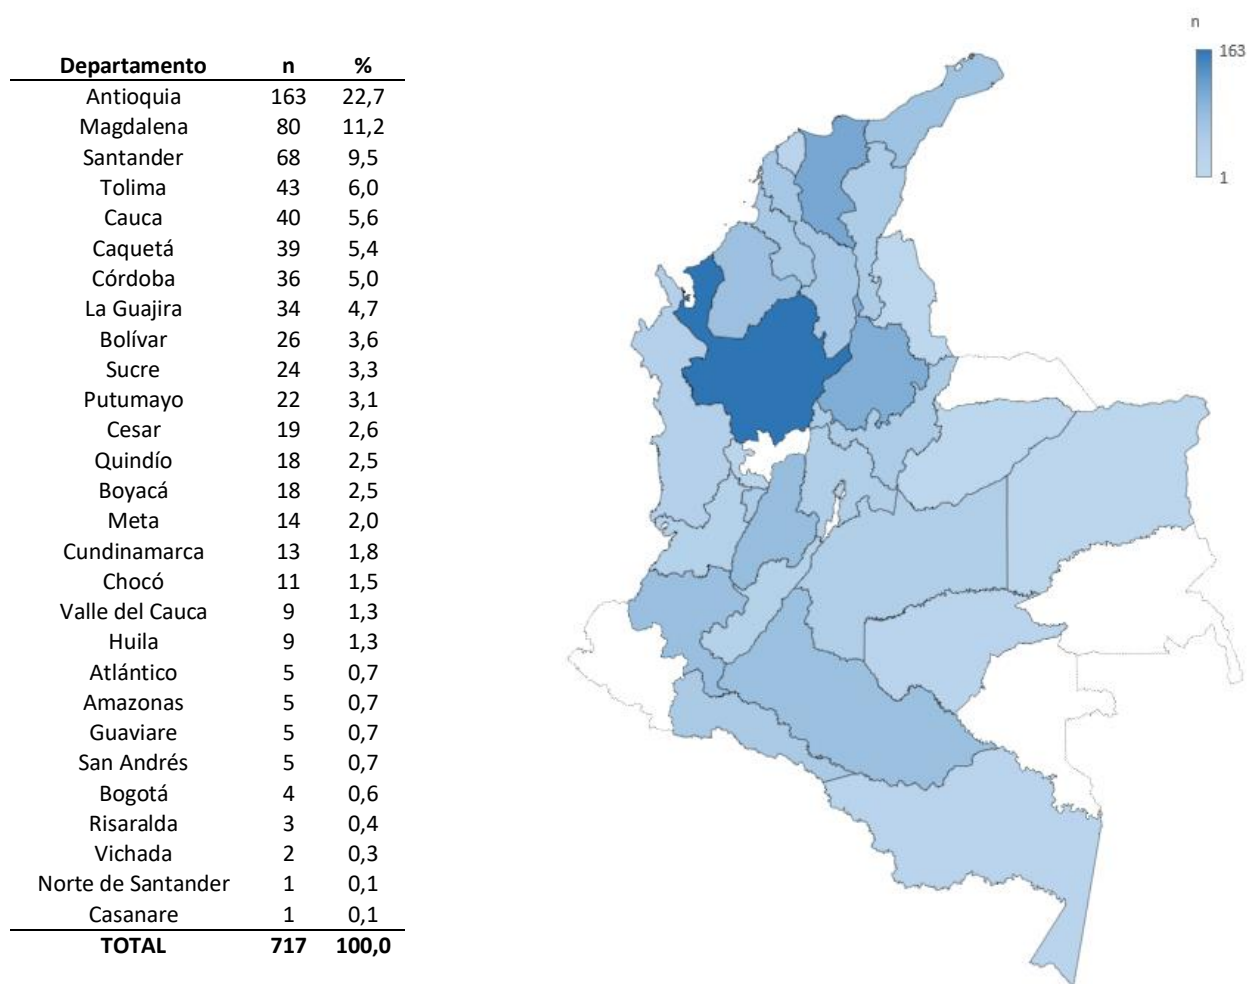 Departamento n %
Antioquia 163 22,7
Magdalena 80 11,2
Santander 68 9,5
Tolima 43 6,0
Cauca 40 5,6
Caquetá 39 5,4
Córdoba 36 5,0
La Guajira 34 4,7
Bolívar 26 3,6
Sucre 24 3,3
Putumayo 22 3,1
Cesar 19 2,6
Quindío 18 2,5
Boyacá 18 2,5
Meta 14 2,0
Cundinamarca 13 1,8
Chocó 11 1,5
Valle del Cauca 9 1,3
Huila 9 1,3
Atlántico 5 0,7
Amazonas 5 0,7
Guaviare 5 0,7
San Andrés 5 0,7
Bogotá 4 0,6
Risaralda 3 0,4
Vichada 2 0,3
Norte de Santander 1 0,1
Casanare 1 0,1
TOTAL 717 100,0
n
163
1